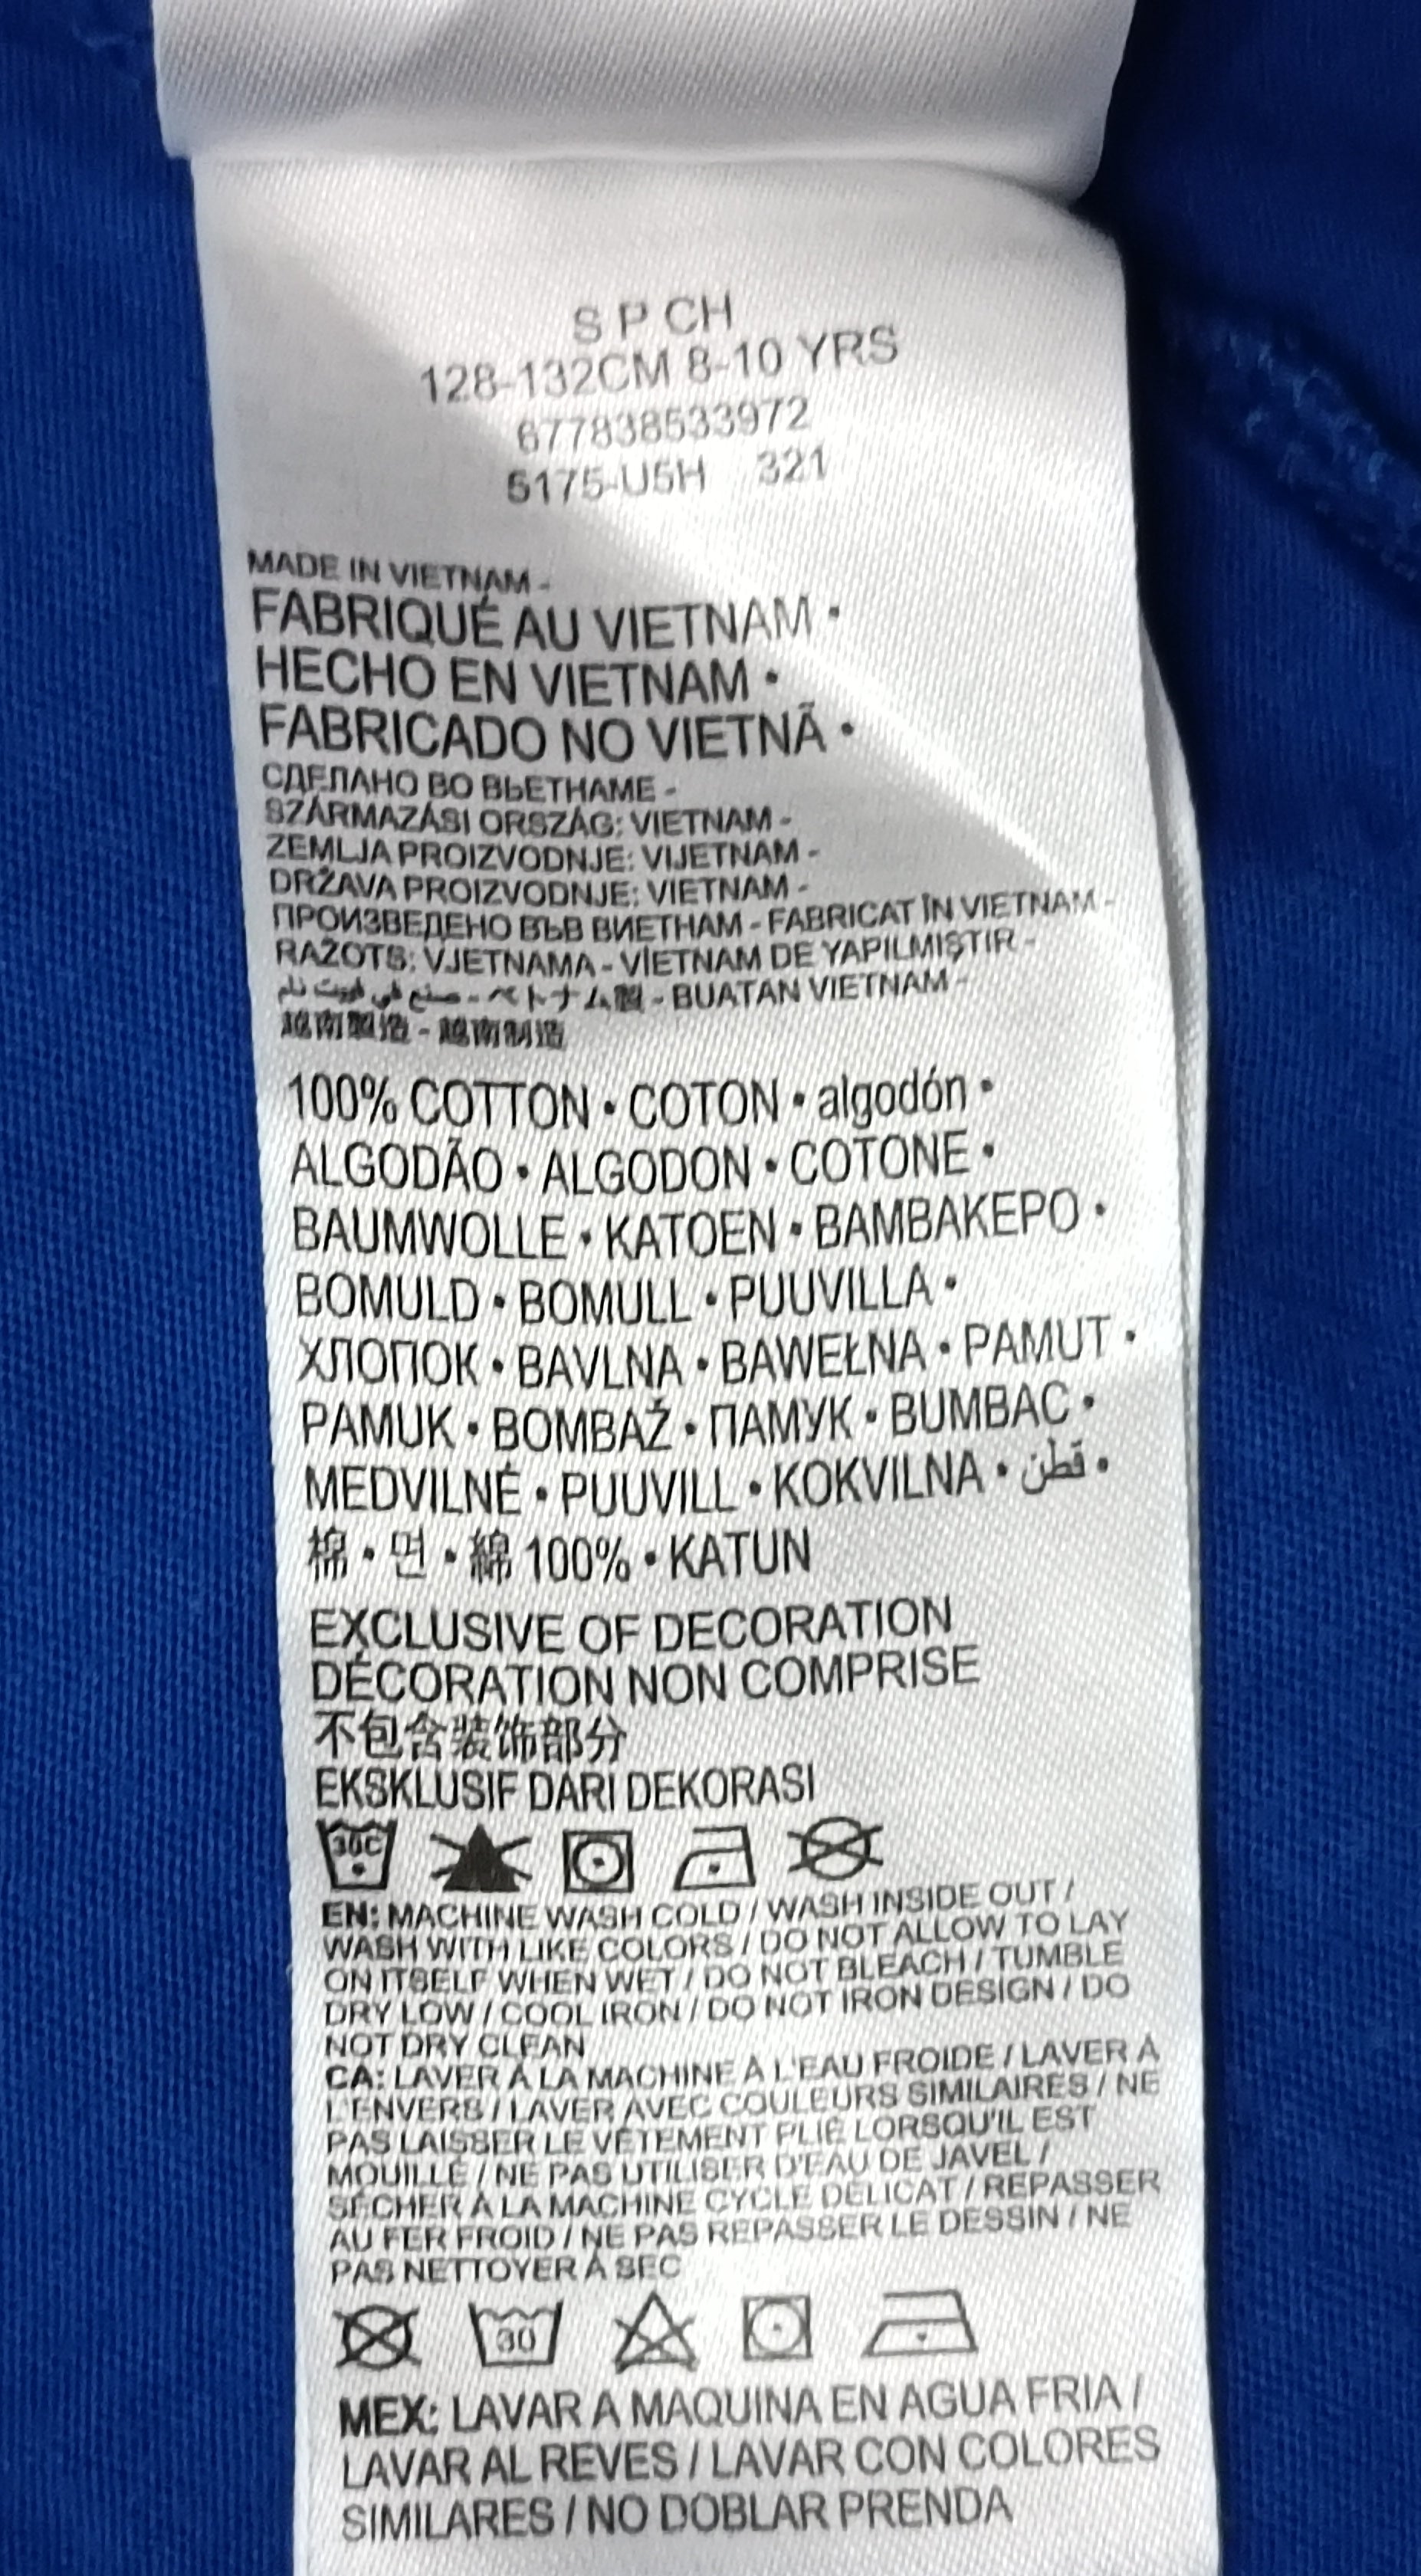 S P CH
128-132CM 8-10 YRS
677838533972
5175-U5H 321
MADE IN VIETNAM -
FABRIQUÉ AU VIETNAM •
HECHO EN VIETNAM •
FABRICADO NO VIETNÃ •
СДЕЛАНО ВО ВЬЕТНАМЕ -
SZÁRMAZÁSI ORSZÁG: VIETNAM -
ZEMLJA PROIZVODNJE: VIJETNAM -
DRŽAVA PROIZVODNJE: VIETNAM -
ПРОИЗВЕДЕНО ВЪВ ВИЕТНАМ - FABRICAT ÎN VIETNAM -
RAŽOTS: VJETNAMA - VİETNAM DE YAPILMIŞTIR -
صنع في فييت نام - ベトナム製 - BUATAN VIETNAM -
越南製造 - 越南制造
100% COTTON • COTON • algodón •
ALGODÃO • ALGODON • COTONE •
BAUMWOLLE • KATOEN • BAMBAKEPO •
BOMULD • BOMULL • PUUVILLA •
ХЛОПОК • BAVLNA • BAWEŁNA • PAMUT •
PAMUK • BOMBAŽ • ПАМУК • BUMBAC •
MEDVILNĖ • PUUVILL • KOKVILNA • قطن •
棉 • 면 • 綿 100% • KATUN
EXCLUSIVE OF DECORATION
DÉCORATION NON COMPRISE
不包含装饰部分
EKSKLUSIF DARI DEKORASI
30C
EN: MACHINE WASH COLD / WASH INSIDE OUT /
WASH WITH LIKE COLORS / DO NOT ALLOW TO LAY
ON ITSELF WHEN WET / DO NOT BLEACH / TUMBLE
DRY LOW / COOL IRON / DO NOT IRON DESIGN / DO
NOT DRY CLEAN
CA: LAVER À LA MACHINE À L'EAU FROIDE / LAVER À
L'ENVERS / LAVER AVEC COULEURS SIMILAIRES / NE
PAS LAISSER LE VÊTEMENT PLIÉ LORSQU'IL EST
MOUILLÉ / NE PAS UTILISER D'EAU DE JAVEL /
SÉCHER À LA MACHINE CYCLE DÉLICAT / REPASSER
AU FER FROID / NE PAS REPASSER LE DESSIN / NE
PAS NETTOYER À SEC
30
MEX: LAVAR A MAQUINA EN AGUA FRIA /
LAVAR AL REVES / LAVAR CON COLORES
SIMILARES / NO DOBLAR PRENDA